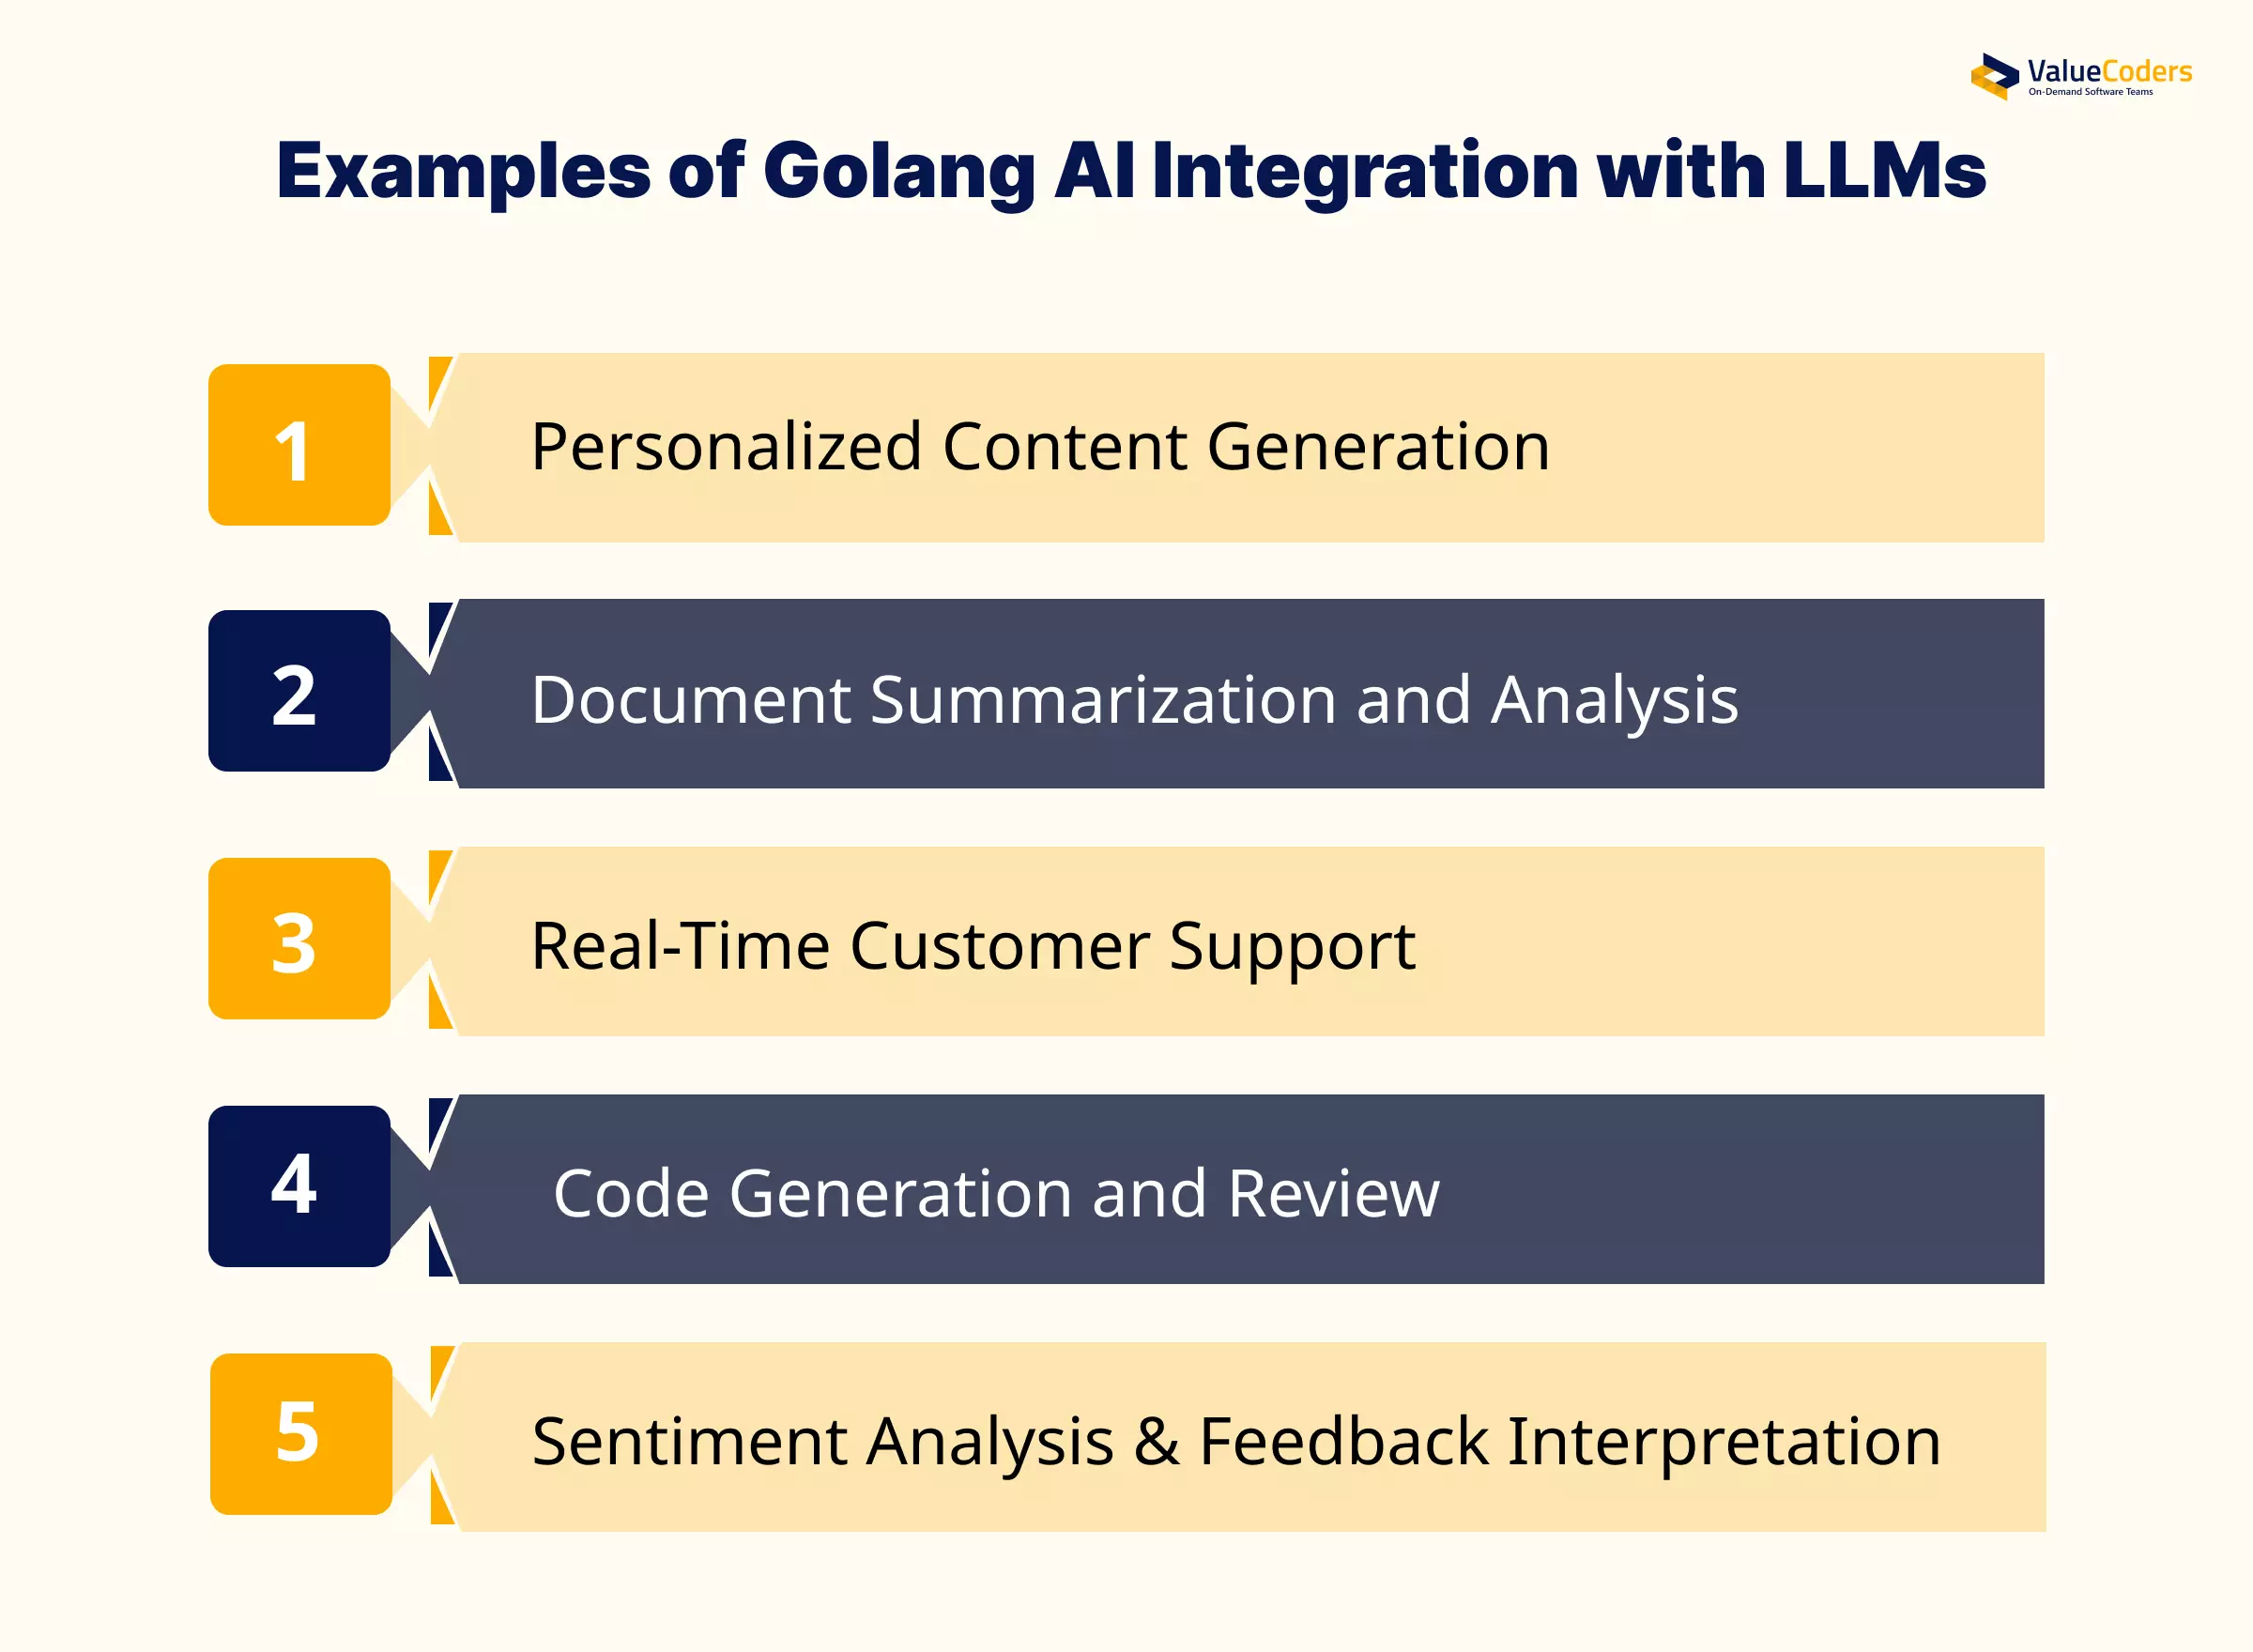 ValueCoders
On-Demand Software Teams
Examples of Golang AI Integration with LLMs
1
Personalized Content Generation
2
Document Summarization and Analysis
3
Real-Time Customer Support
4
Code Generation and Review
5
Sentiment Analysis & Feedback Interpretation